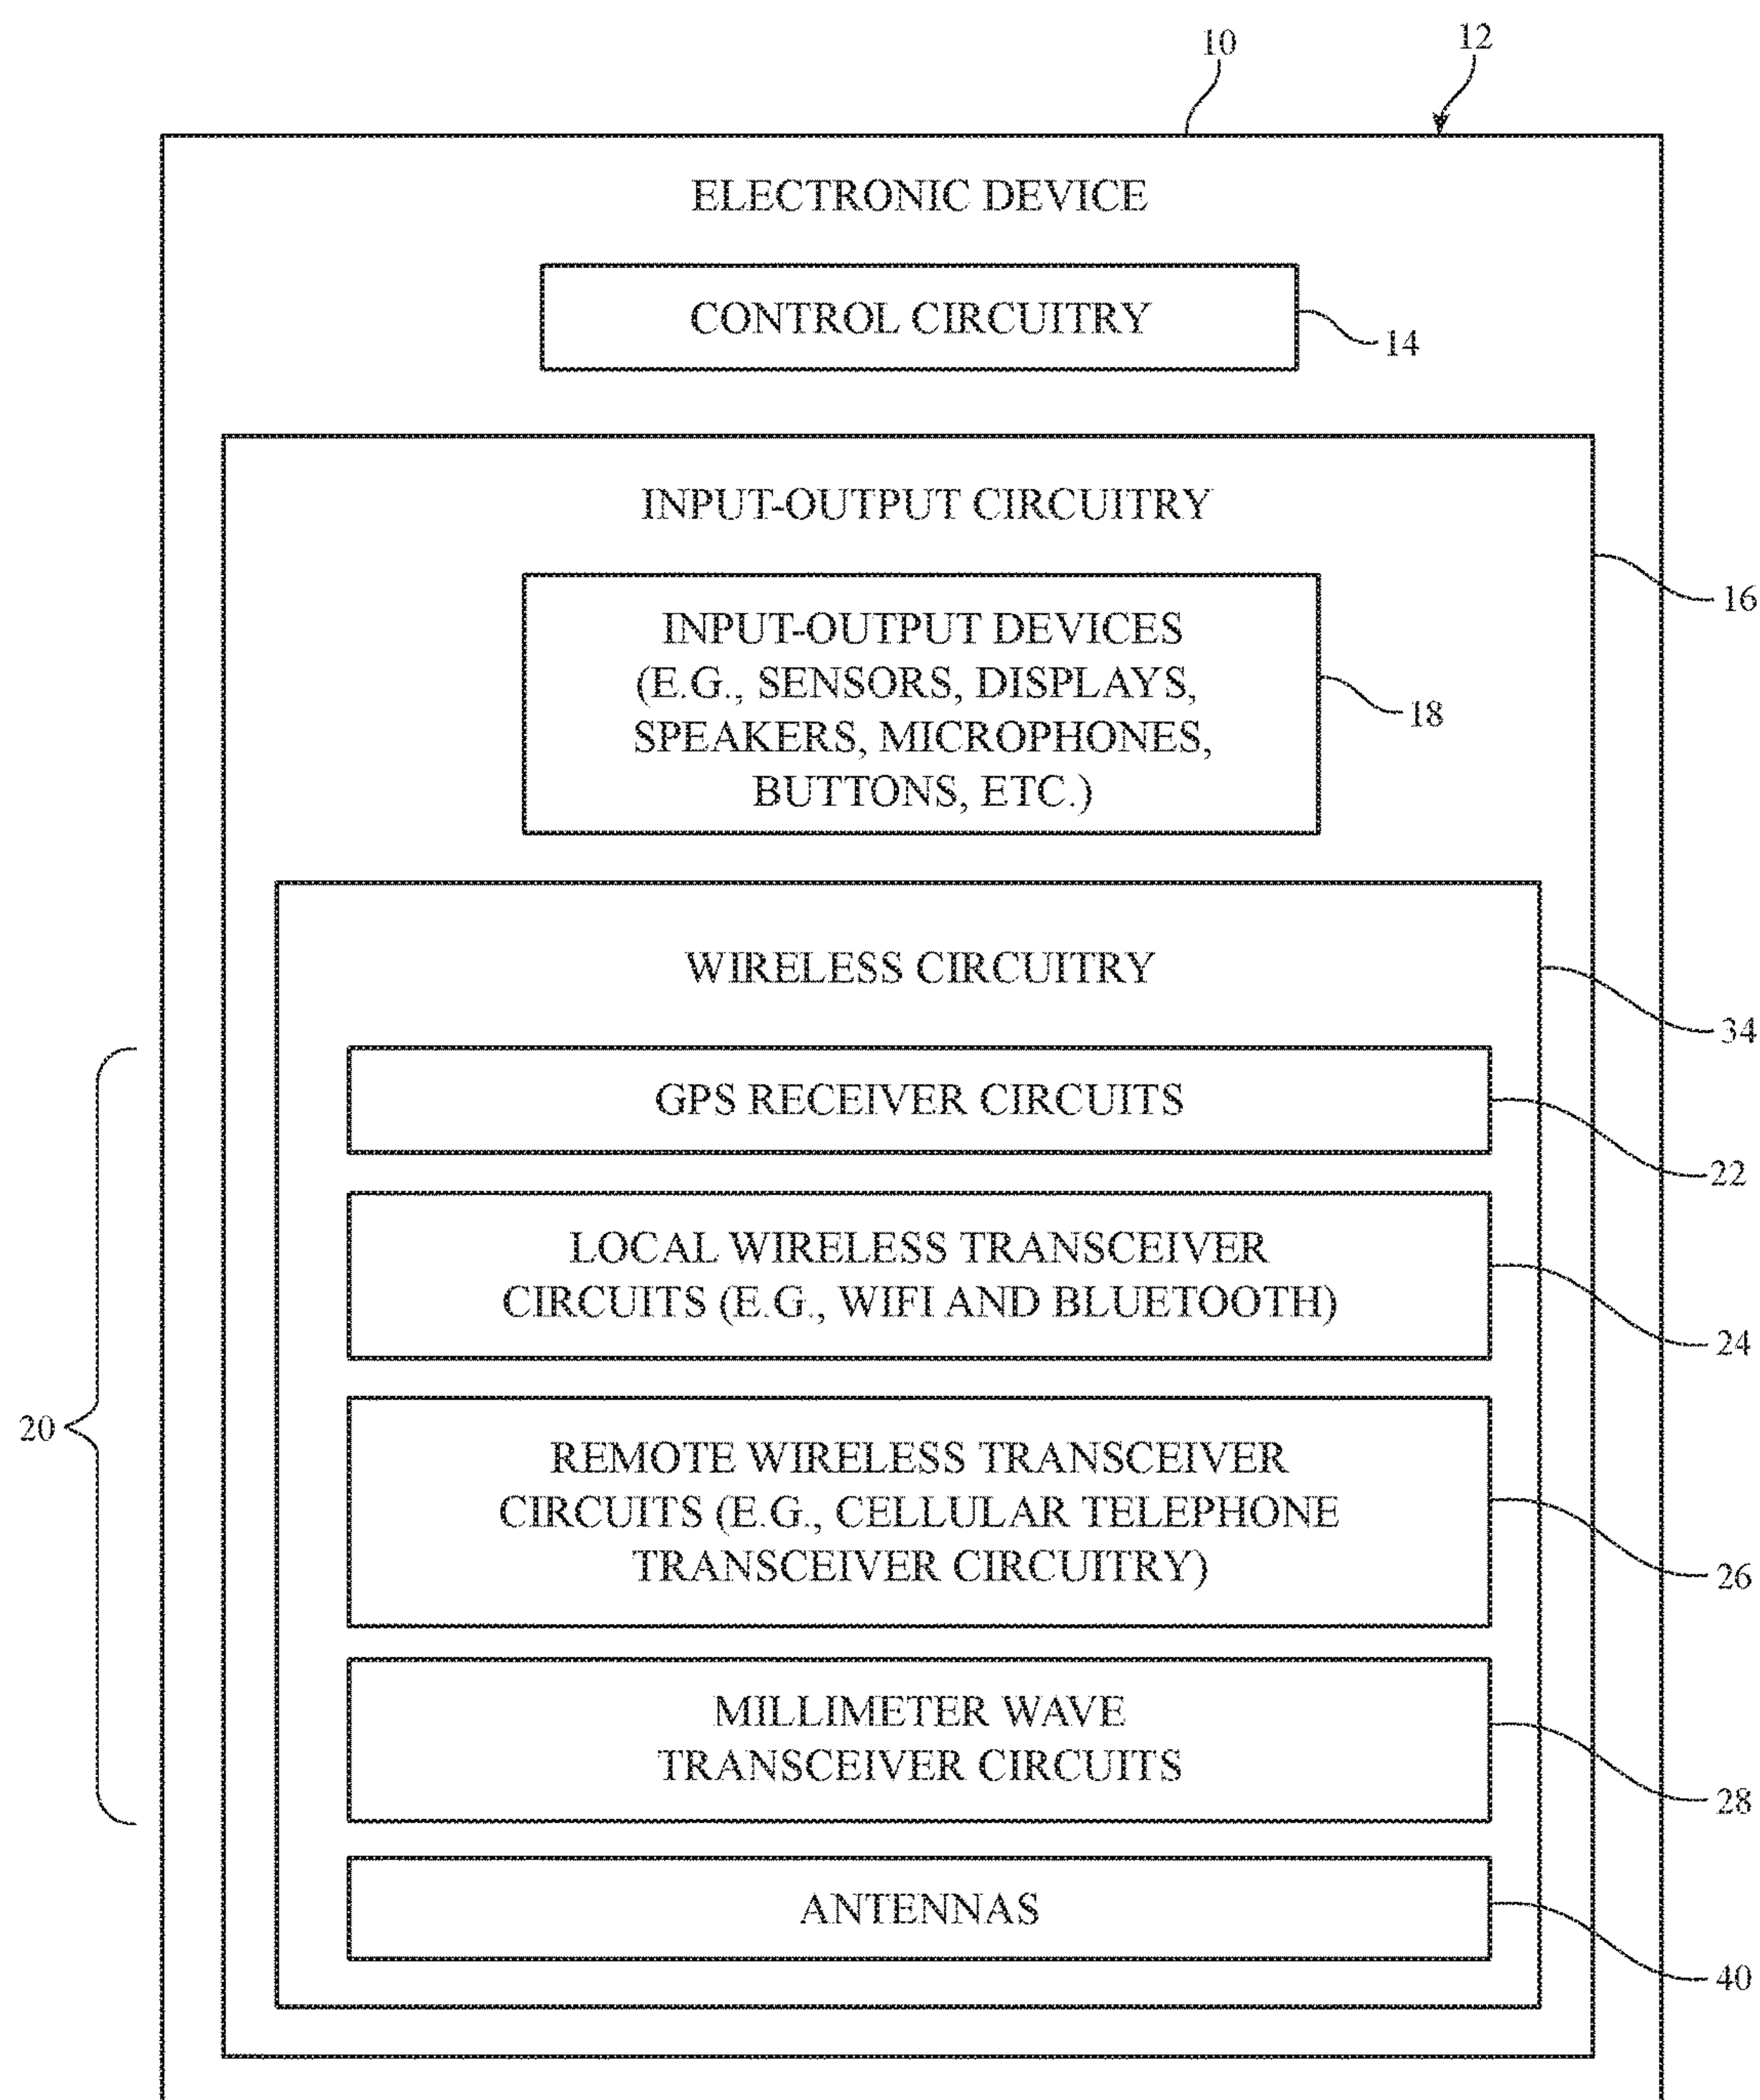 10
12
ELECTRONIC DEVICE
CONTROL CIRCUITRY
14
INPUT-OUTPUT CIRCUITRY
16
INPUT-OUTPUT DEVICES
(E.G., SENSORS, DISPLAYS,
SPEAKERS, MICROPHONES,
BUTTONS, ETC.)
18
WIRELESS CIRCUITRY
34
GPS RECEIVER CIRCUITS
22
LOCAL WIRELESS TRANSCEIVER
CIRCUITS (E.G., WIFI AND BLUETOOTH)
24
20
REMOTE WIRELESS TRANSCEIVER
CIRCUITS (E.G., CELLULAR TELEPHONE
TRANSCEIVER CIRCUITRY)
26
MILLIMETER WAVE
TRANSCEIVER CIRCUITS
28
ANTENNAS
40